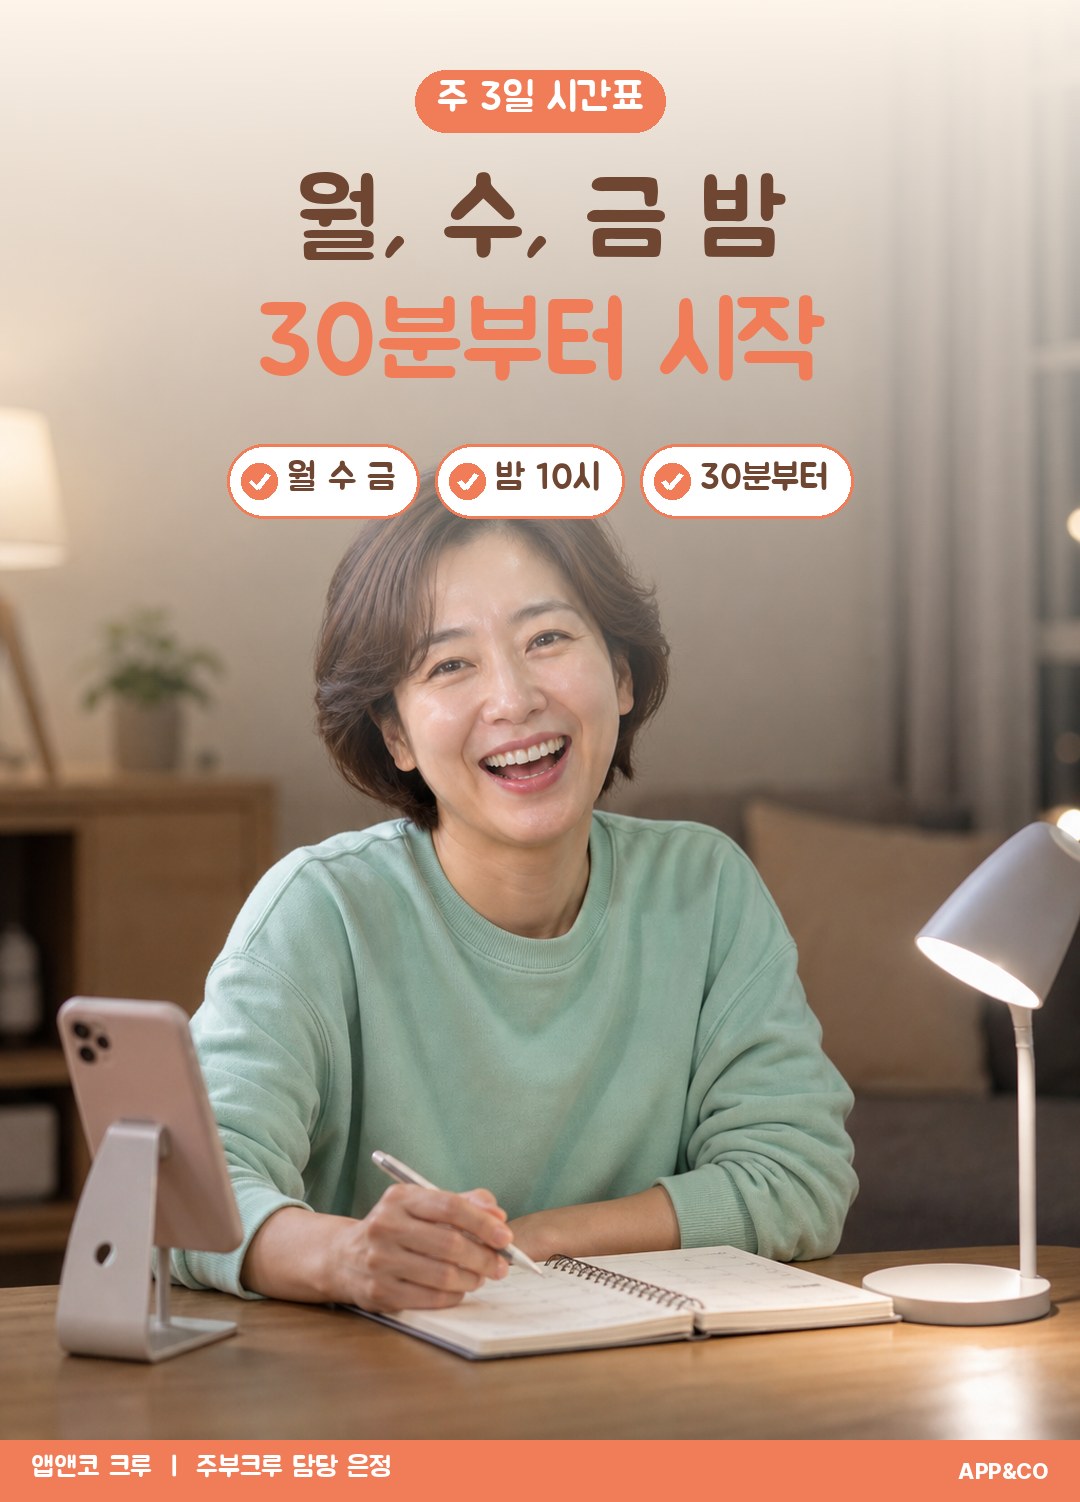 주 3일 시간표
월, 수, 금 밤
30분부터 시작
월 수 금
밤 10시
30분부터
앱앤코 크루 | 주부크루 담당 은정
APP&CO